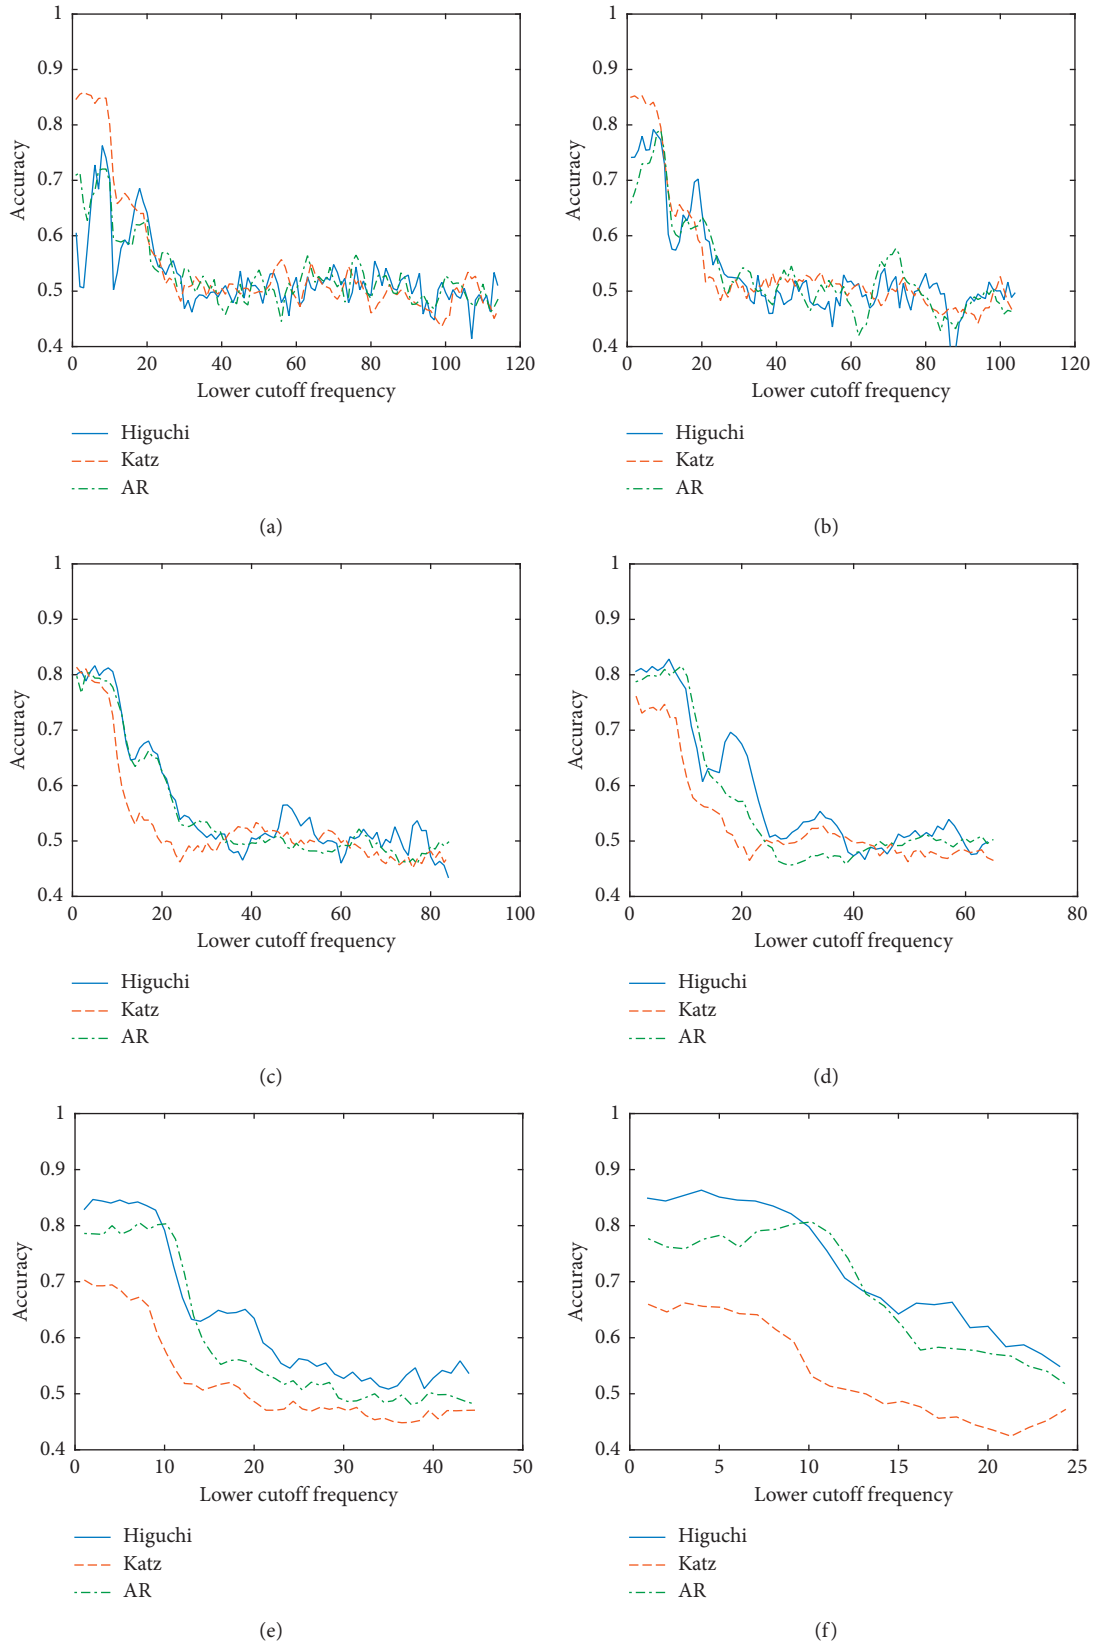 1
0.9
0.8
0.7
0.6
0.5
0.4
Accuracy
0 20 40 60 80 100 120
Lower cutoff frequency
Higuchi
Katz
AR
(a)
1
0.9
0.8
0.7
0.6
0.5
0.4
Accuracy
0 20 40 60 80 100 120
Lower cutoff frequency
Higuchi
Katz
AR
(b)
1
0.9
0.8
0.7
0.6
0.5
0.4
Accuracy
0 20 40 60 80 100
Lower cutoff frequency
Higuchi
Katz
AR
(c)
1
0.9
0.8
0.7
0.6
0.5
0.4
Accuracy
0 20 40 60 80
Lower cutoff frequency
Higuchi
Katz
AR
(d)
1
0.9
0.8
0.7
0.6
0.5
0.4
Accuracy
0 10 20 30 40 50
Lower cutoff frequency
Higuchi
Katz
AR
(e)
1
0.9
0.8
0.7
0.6
0.5
0.4
Accuracy
0 5 10 15 20 25
Lower cutoff frequency
Higuchi
Katz
AR
(f)